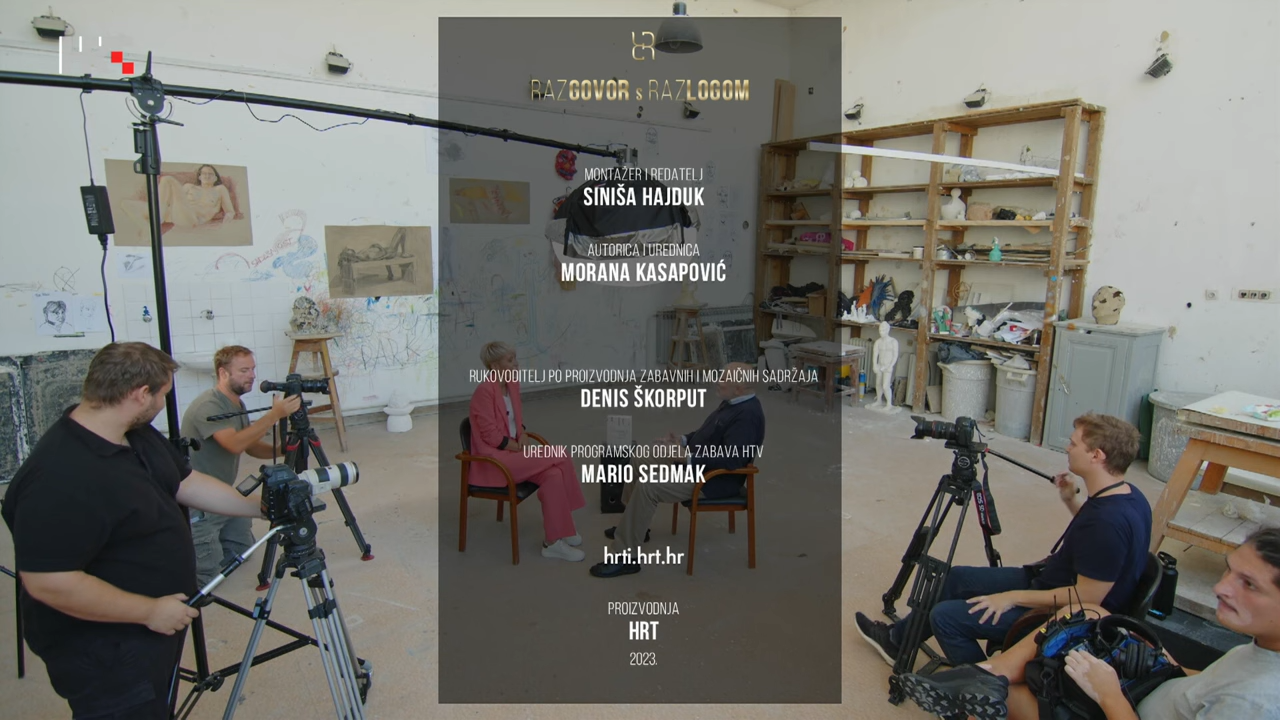 RAZGOVOR s RAZLOGOM
MONTAŽER I REDATELJ
SINIŠA HAJDUK
AUTORICA I UREDNICA
MORANA KASAPOVIĆ
RUKOVODITELJ PO PROIZVODNJA ZABAVNIH I MOZAIČNIH SADRŽAJA
DENIS ŠKORPUT
UREDNIK PROGRAMSKOG ODJELA ZABAVA HTV
MARIO SEDMAK
hrti.hrt.hr
PROIZVODNJA
HRT
2023.